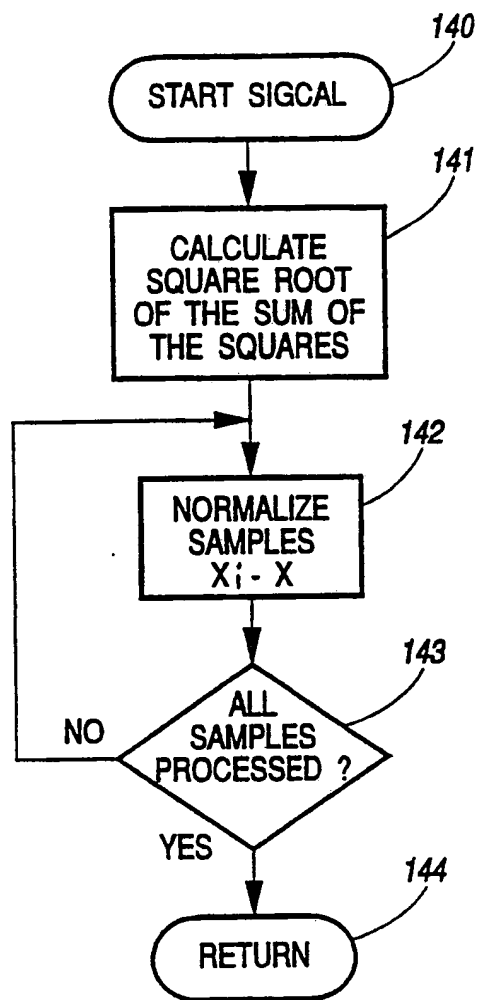 140
START SIGCAL
141
CALCULATE
SQUARE ROOT
OF THE SUM OF
THE SQUARES
142
NORMALIZE
SAMPLES
Xi - X
143
ALL
SAMPLES
PROCESSED ?
NO
YES
144
RETURN